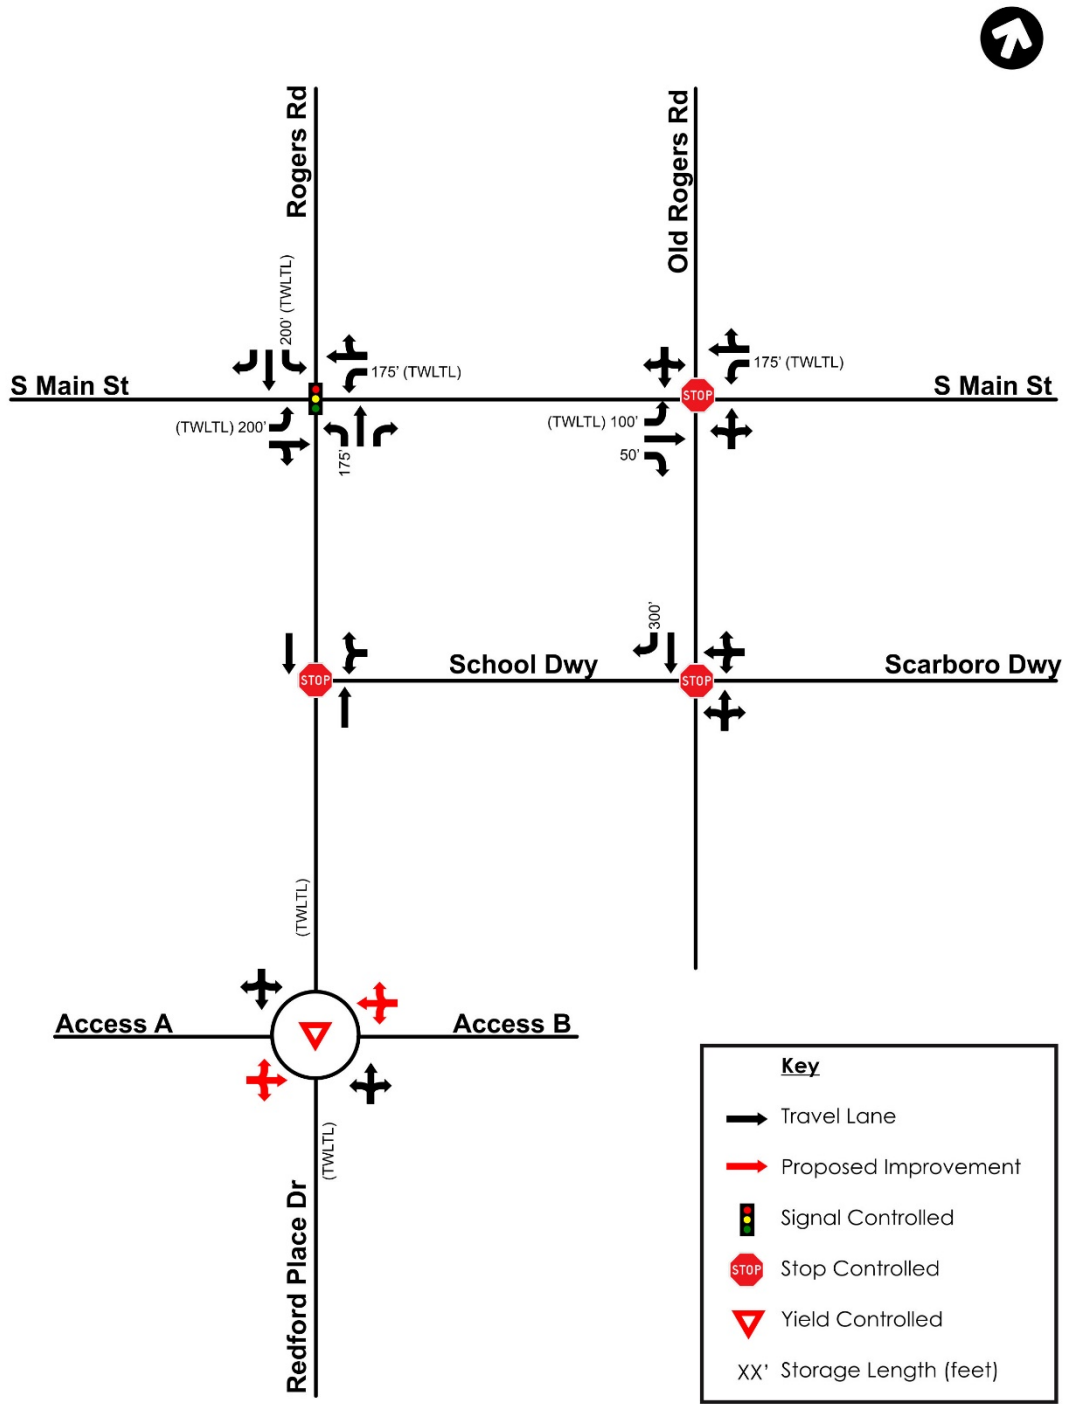 Rogers Rd
Old Rogers Rd
200' (TWLTL)
175' (TWLTL)
175' (TWLTL)
S Main St
S Main St
STOP
(TWLTL) 200'
175'
(TWLTL) 100'
50'
300'
School Dwy
Scarboro Dwy
STOP
STOP
(TWLTL)
Access A
Access B
(TWLTL)
Redford Place Dr
Key
Travel Lane
Proposed Improvement
Signal Controlled
STOP Stop Controlled
Yield Controlled
XX' Storage Length (feet)